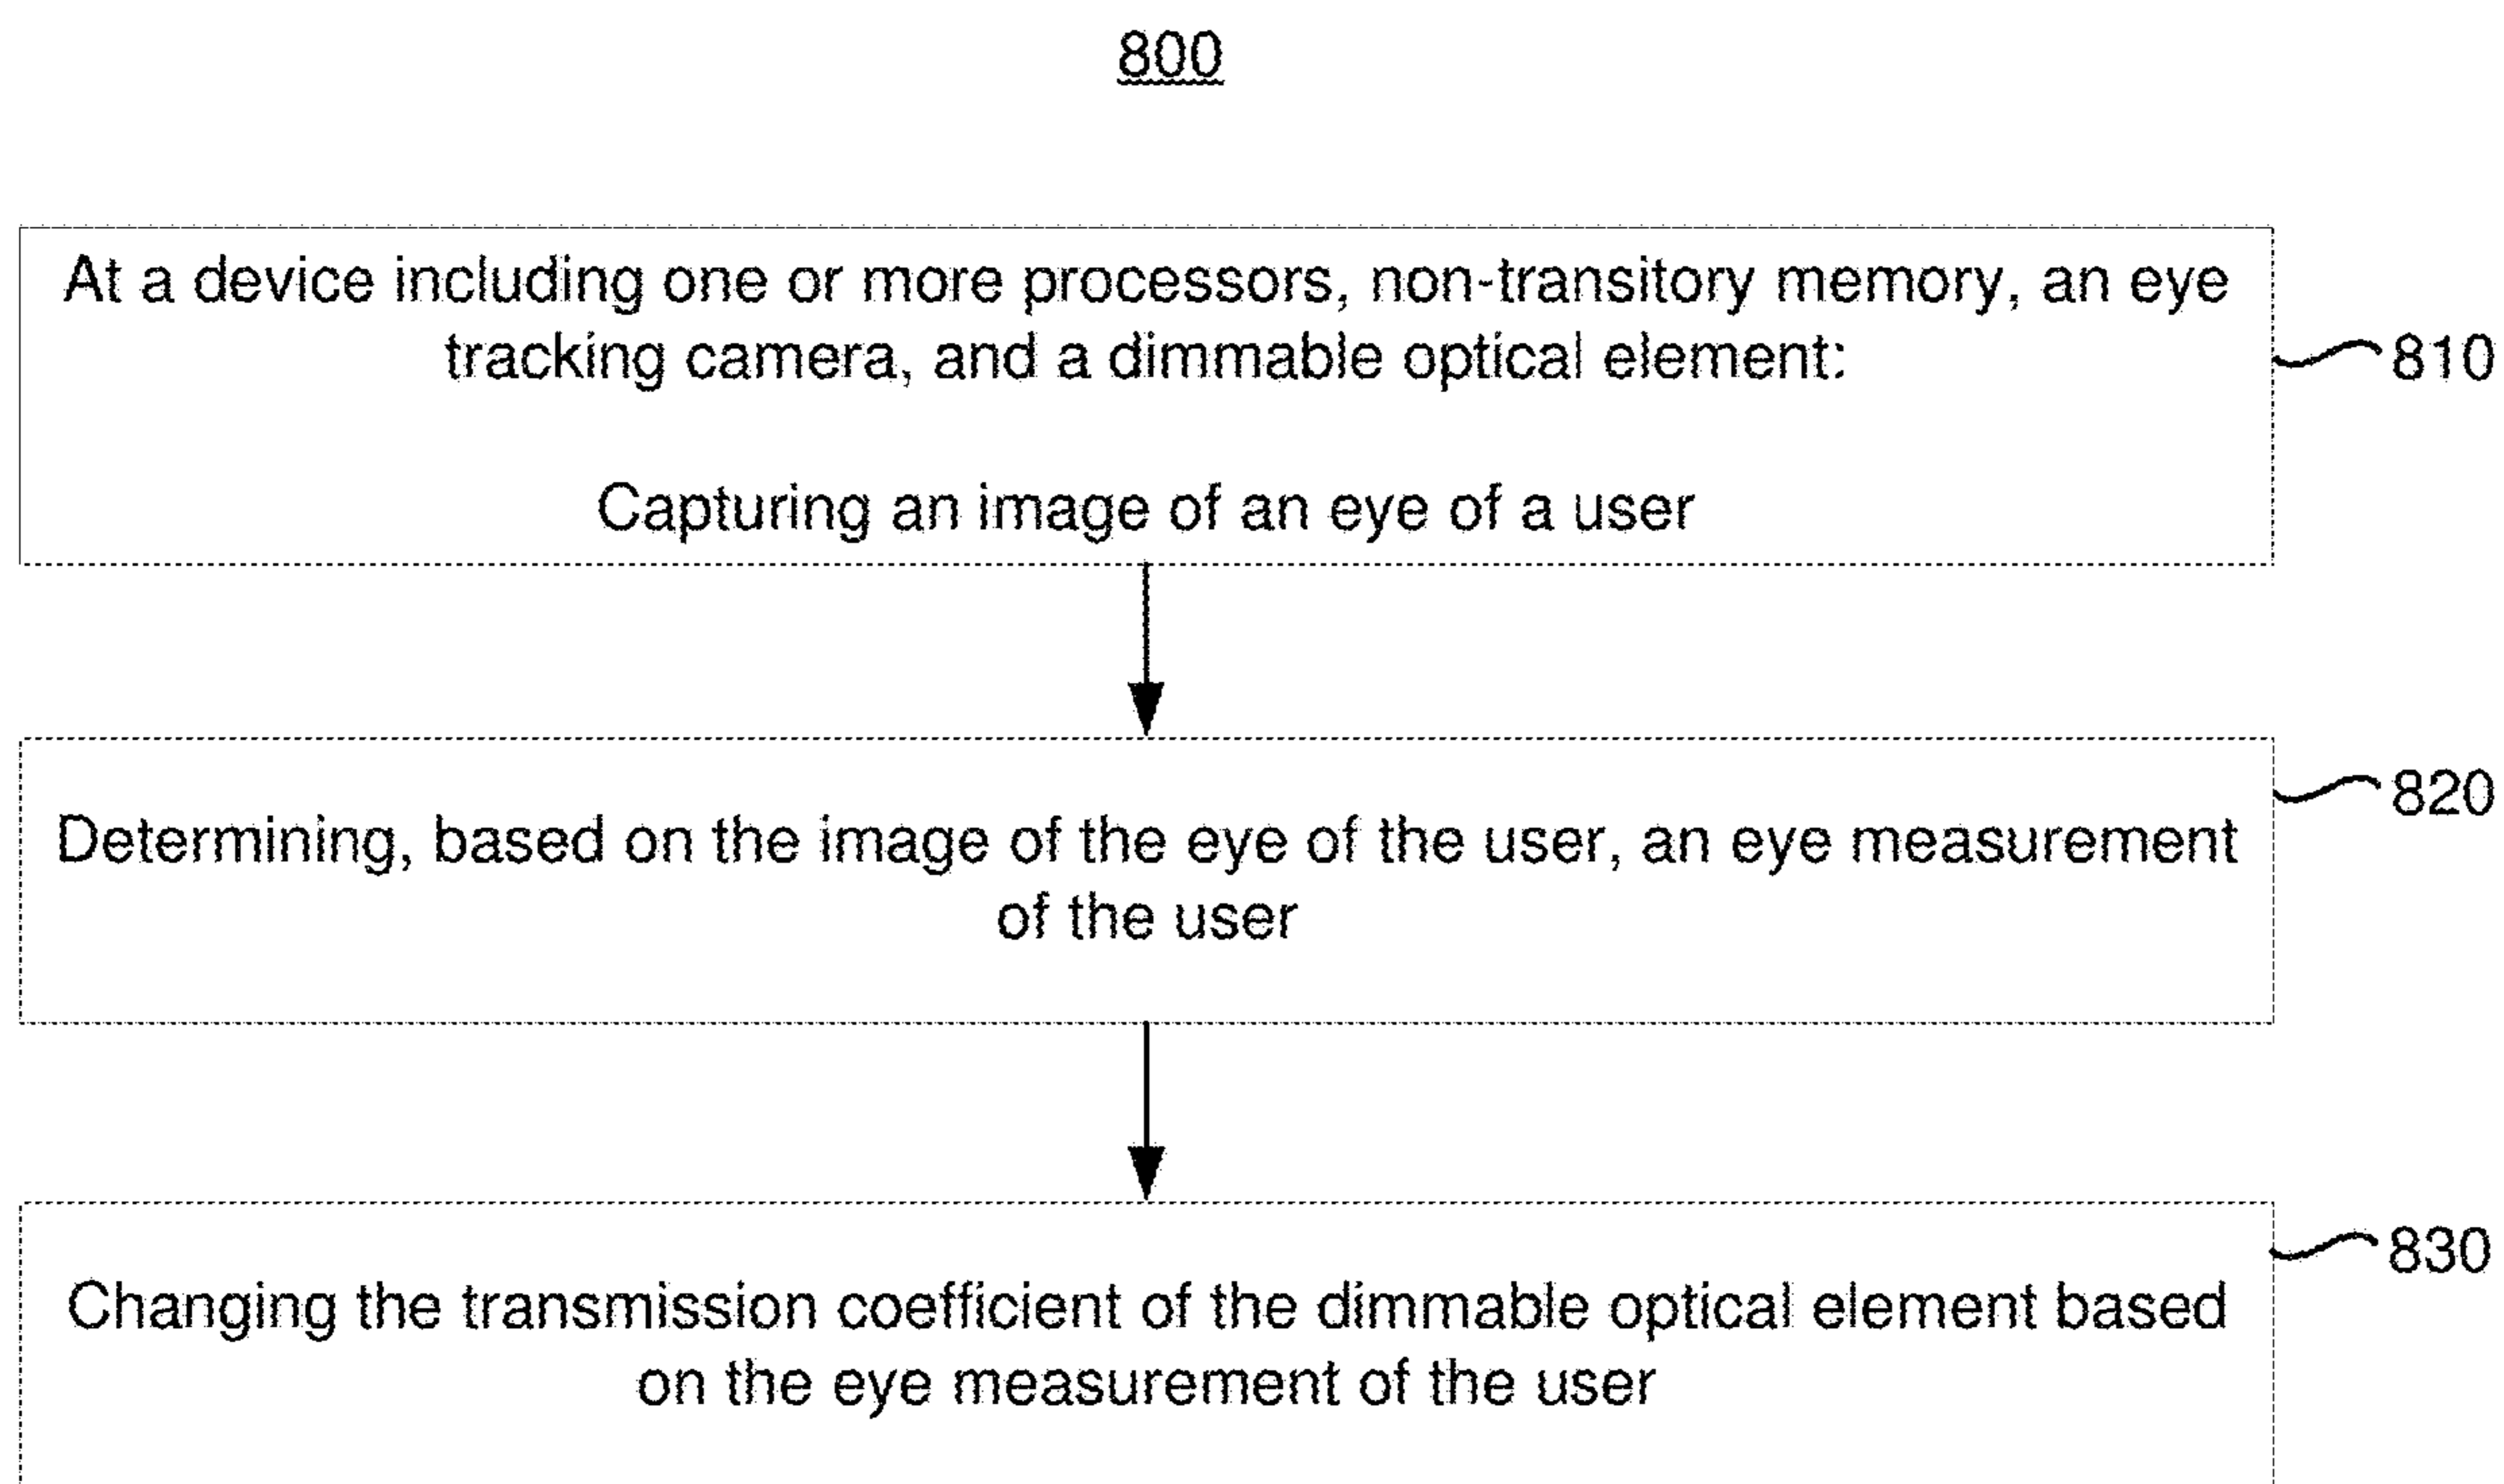 800
At a device including one or more processors, non-transitory memory, an eye
tracking camera, and a dimmable optical element:
810
Capturing an image of an eye of a user
820
Determining, based on the image of the eye of the user, an eye measurement
of the user
830
Changing the transmission coefficient of the dimmable optical element based
on the eye measurement of the user